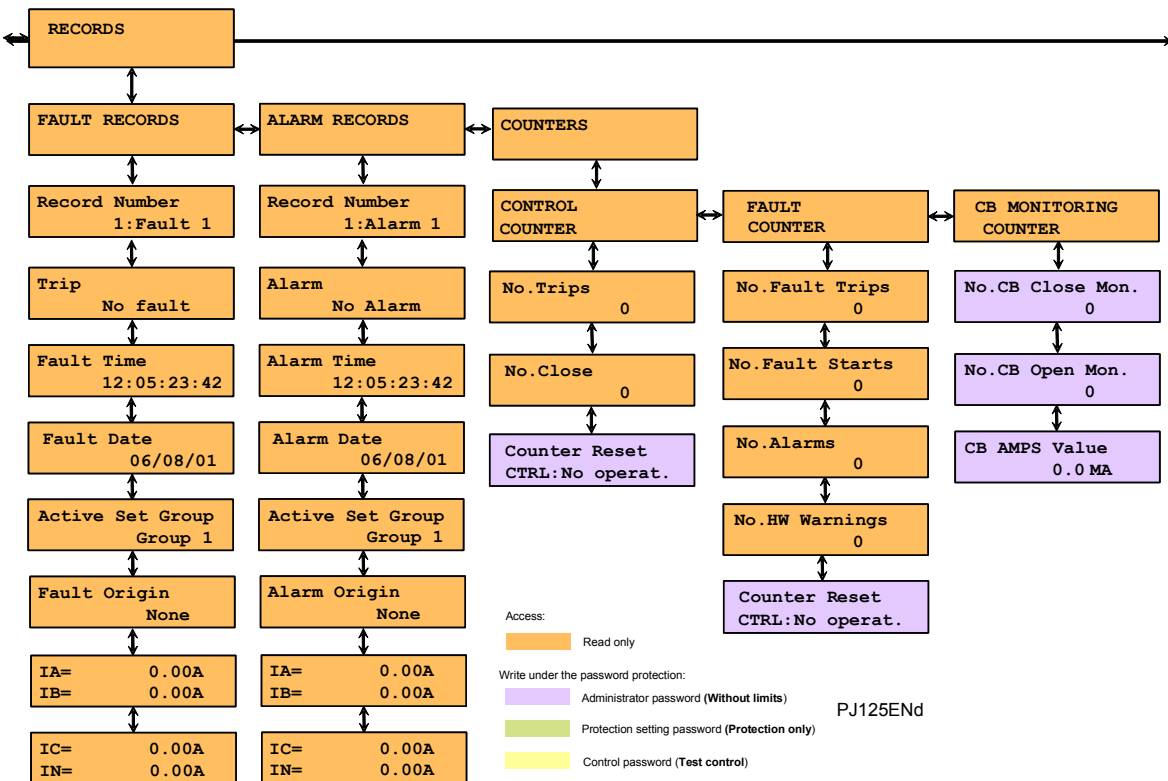 RECORDS
FAULT RECORDS
Record Number
1:Fault 1
Trip
No fault
Fault Time
12:05:23:42
Fault Date
06/08/01
Active Set Group
Group 1
Fault Origin
None
IA= 0.00A
IB= 0.00A
IC= 0.00A
IN= 0.00A
ALARM RECORDS
Record Number
1:Alarm 1
Alarm
No Alarm
Alarm Time
12:05:23:42
Alarm Date
06/08/01
Active Set Group
Group 1
Alarm Origin
None
IA= 0.00A
IB= 0.00A
IC= 0.00A
IN= 0.00A
COUNTERS
CONTROL
COUNTER
No.Trips
0
No.Close
0
Counter Reset
CTRL:No operat.
FAULT
COUNTER
No.Fault Trips
0
No.Fault Starts
0
No.Alarms
0
No.HW Warnings
0
Counter Reset
CTRL:No operat.
CB MONITORING
COUNTER
No.CB Close Mon.
0
No.CB Open Mon.
0
CB AMPS Value
0.0 MA
Access:
Read only
Write under the password protection:
Administrator password (Without limits)
Protection setting password (Protection only)
Control password (Test control)
PJ125ENd